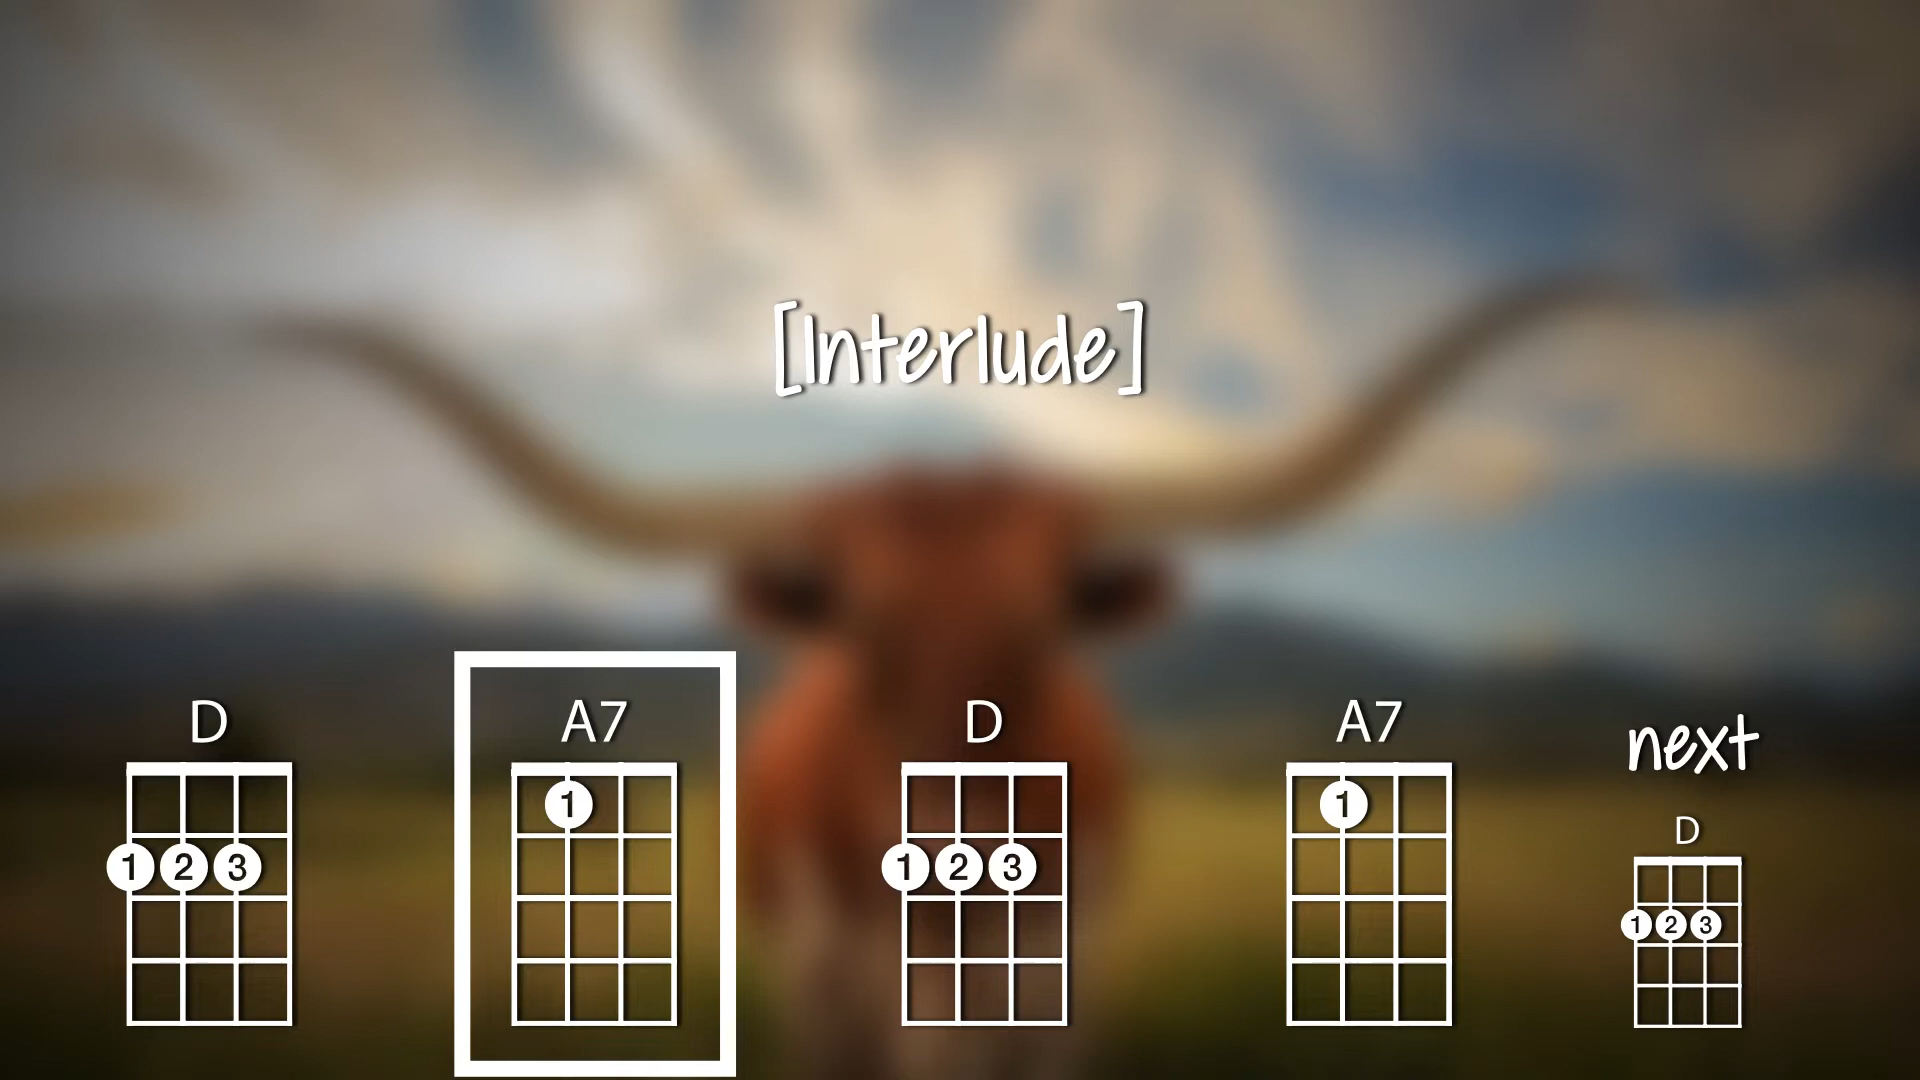 [Interlude]
D A7 D A7 next
D
1 1
1 2 3 1 2 3
1 2 3